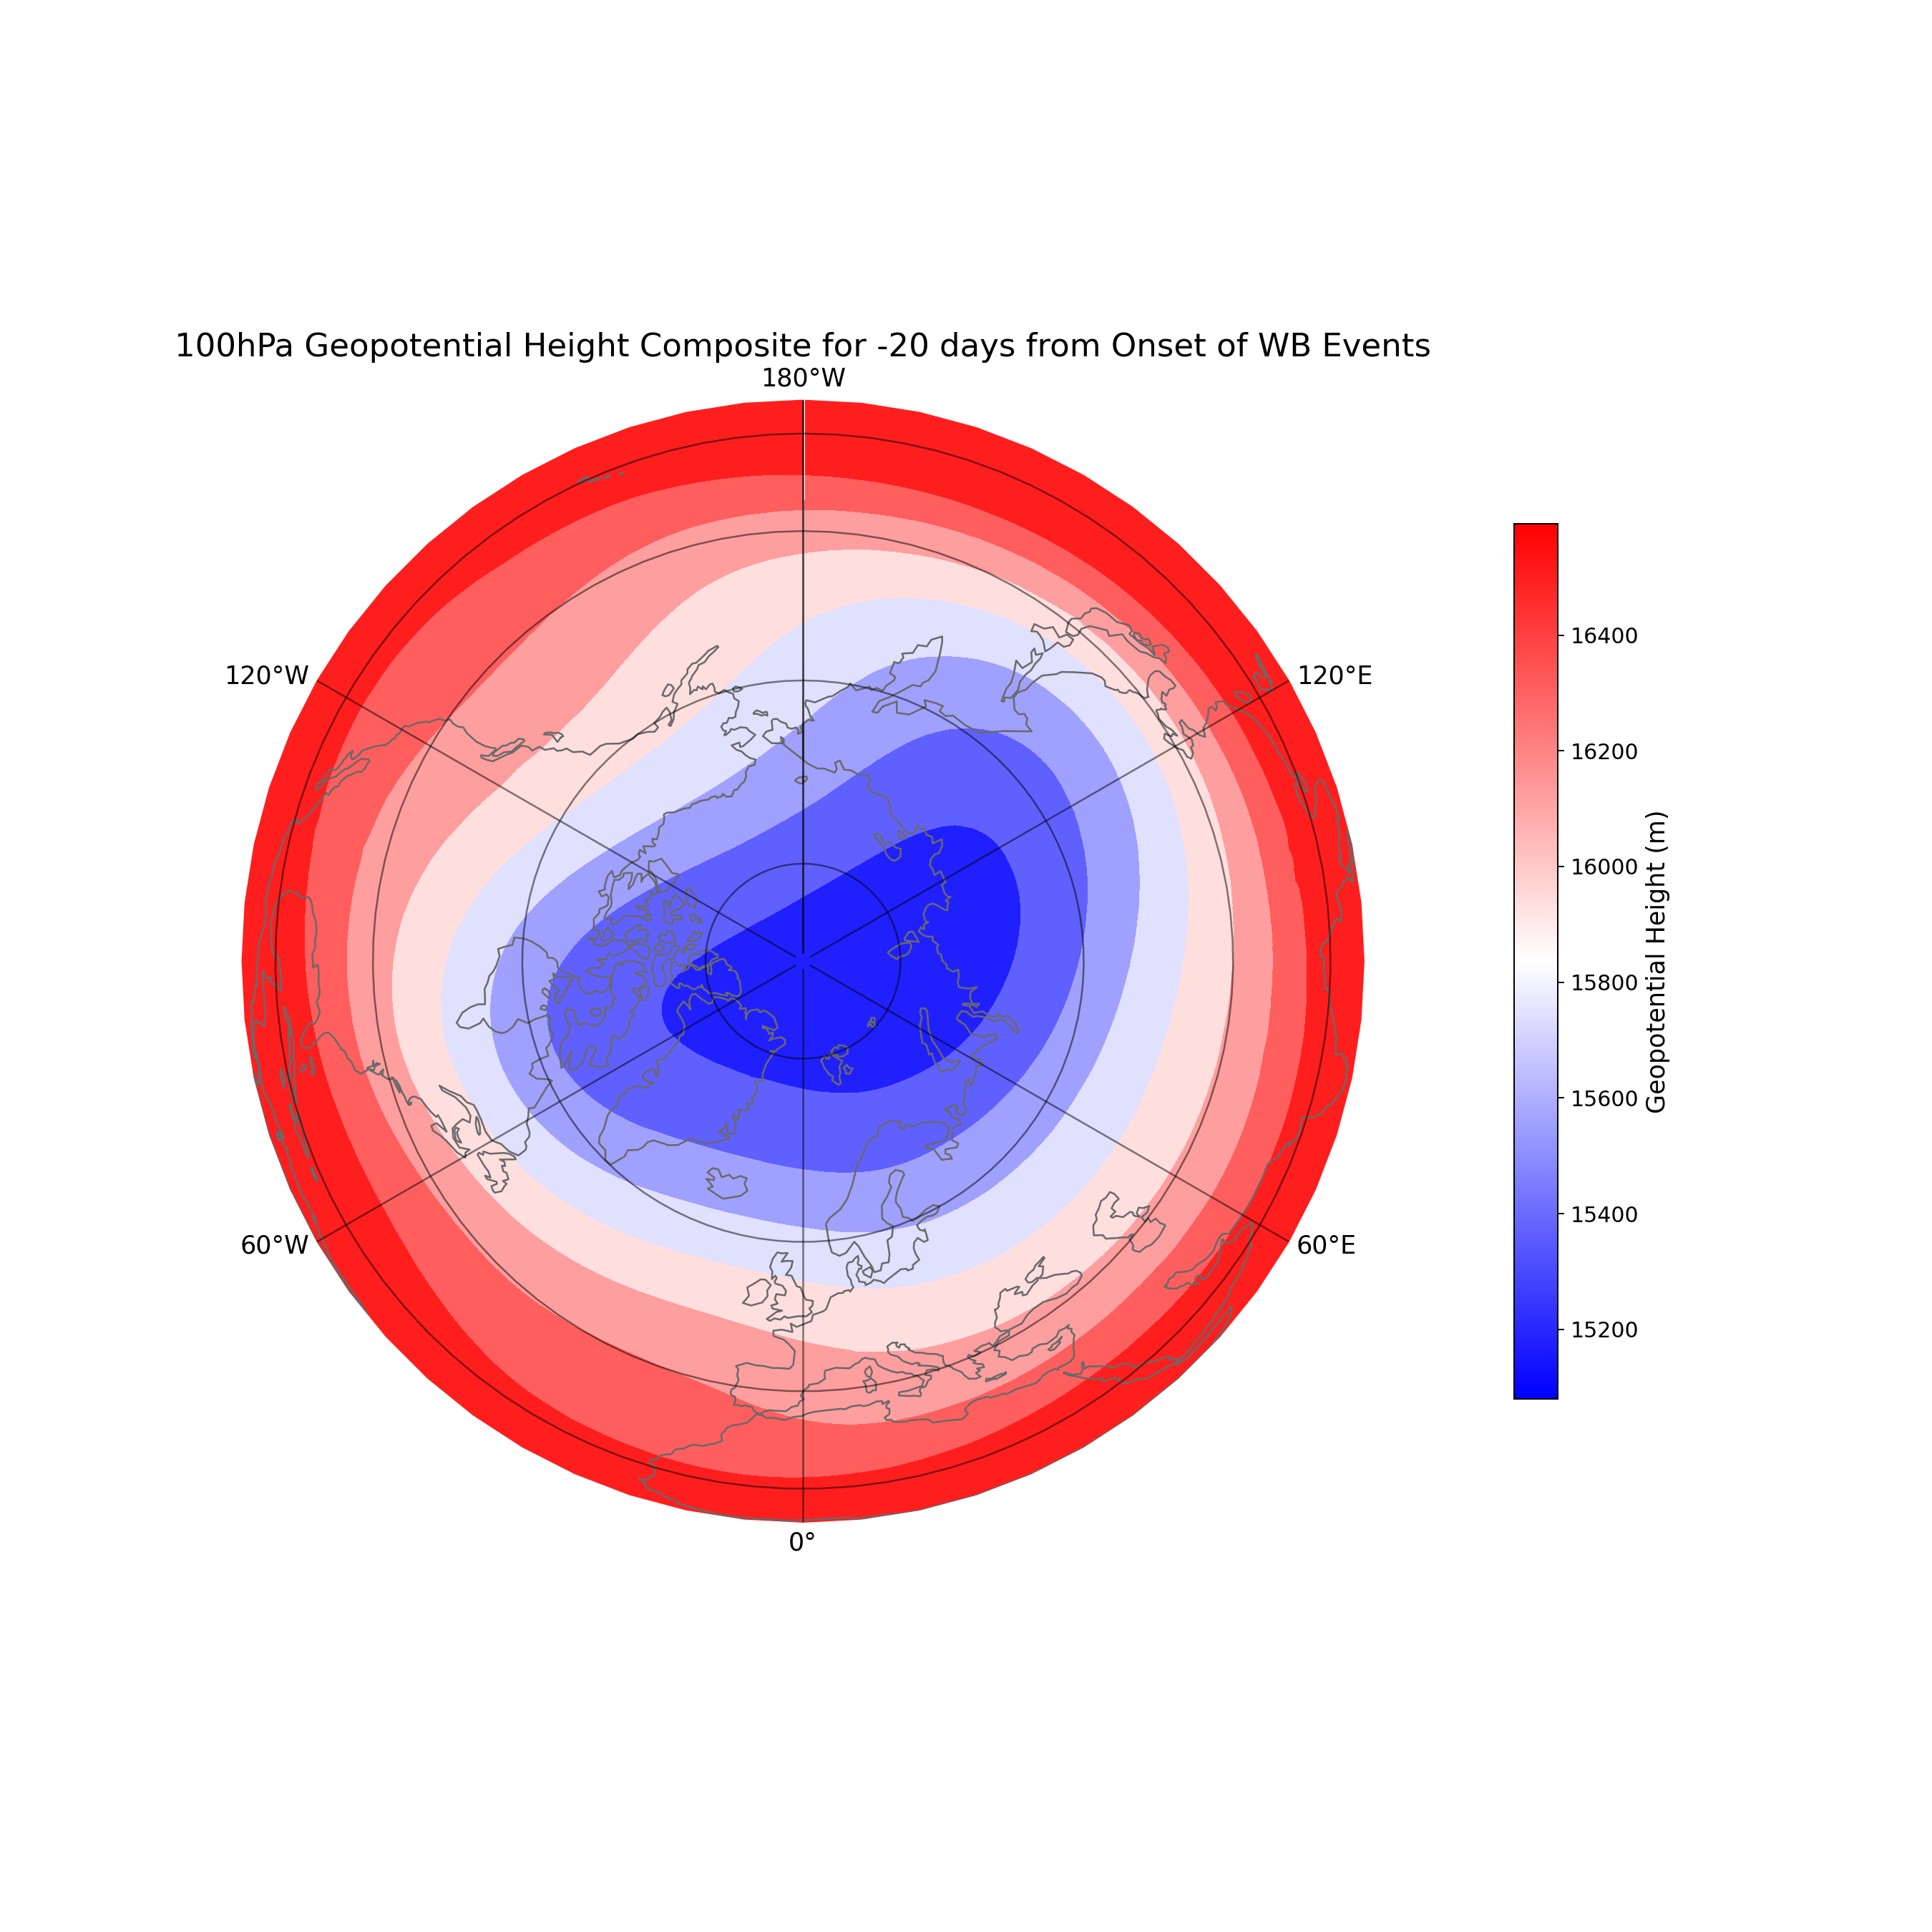 100hPa Geopotential Height Composite for -20 days from Onset of WB Events
180°W
120°W
120°E
60°W
60°E
0°
16400
16200
16000
15800
15600
15400
15200
Geopotential Height (m)